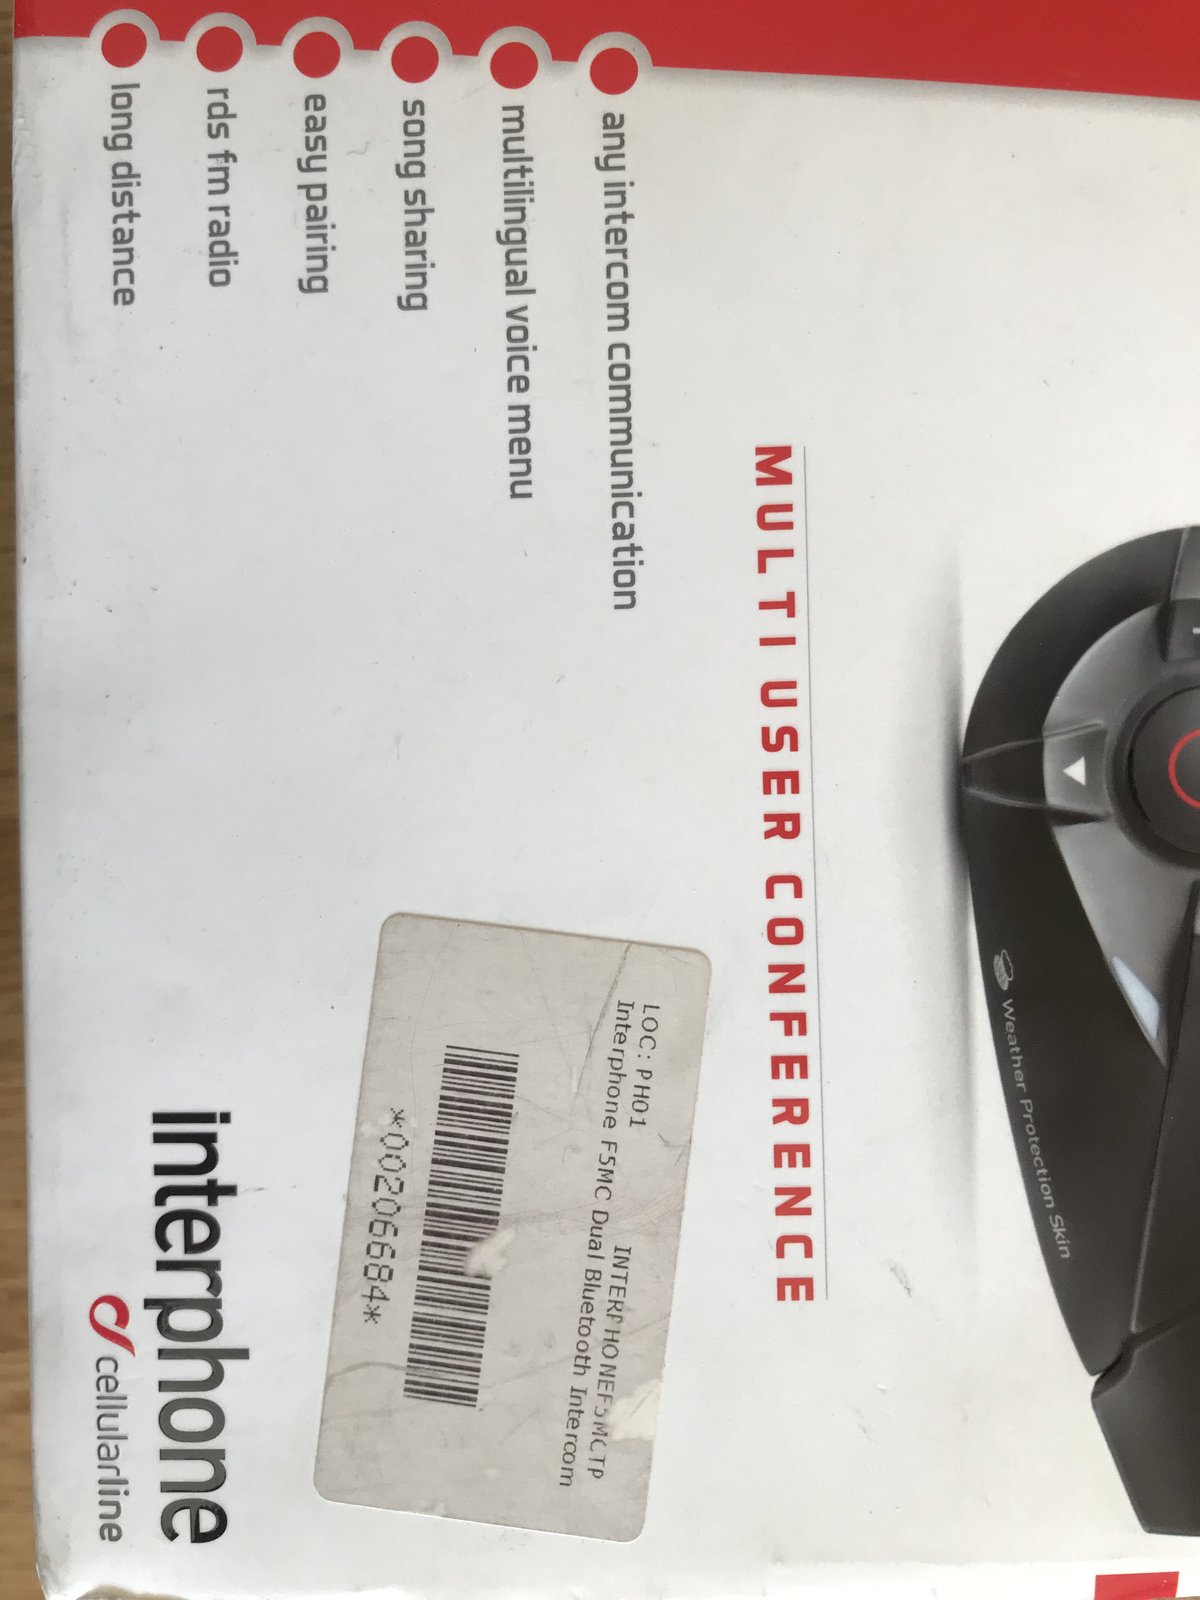 Weather Protection Skin
MULTI USER CONFERENCE
any intercom communication
multilingual voice menu
song sharing
easy pairing
rds fm radio
long distance
LOC: PH01 INTERPHONEF5MCTP
Interphone F5MC Dual Bluetooth Intercom
*00206684*
interphone
cellularline